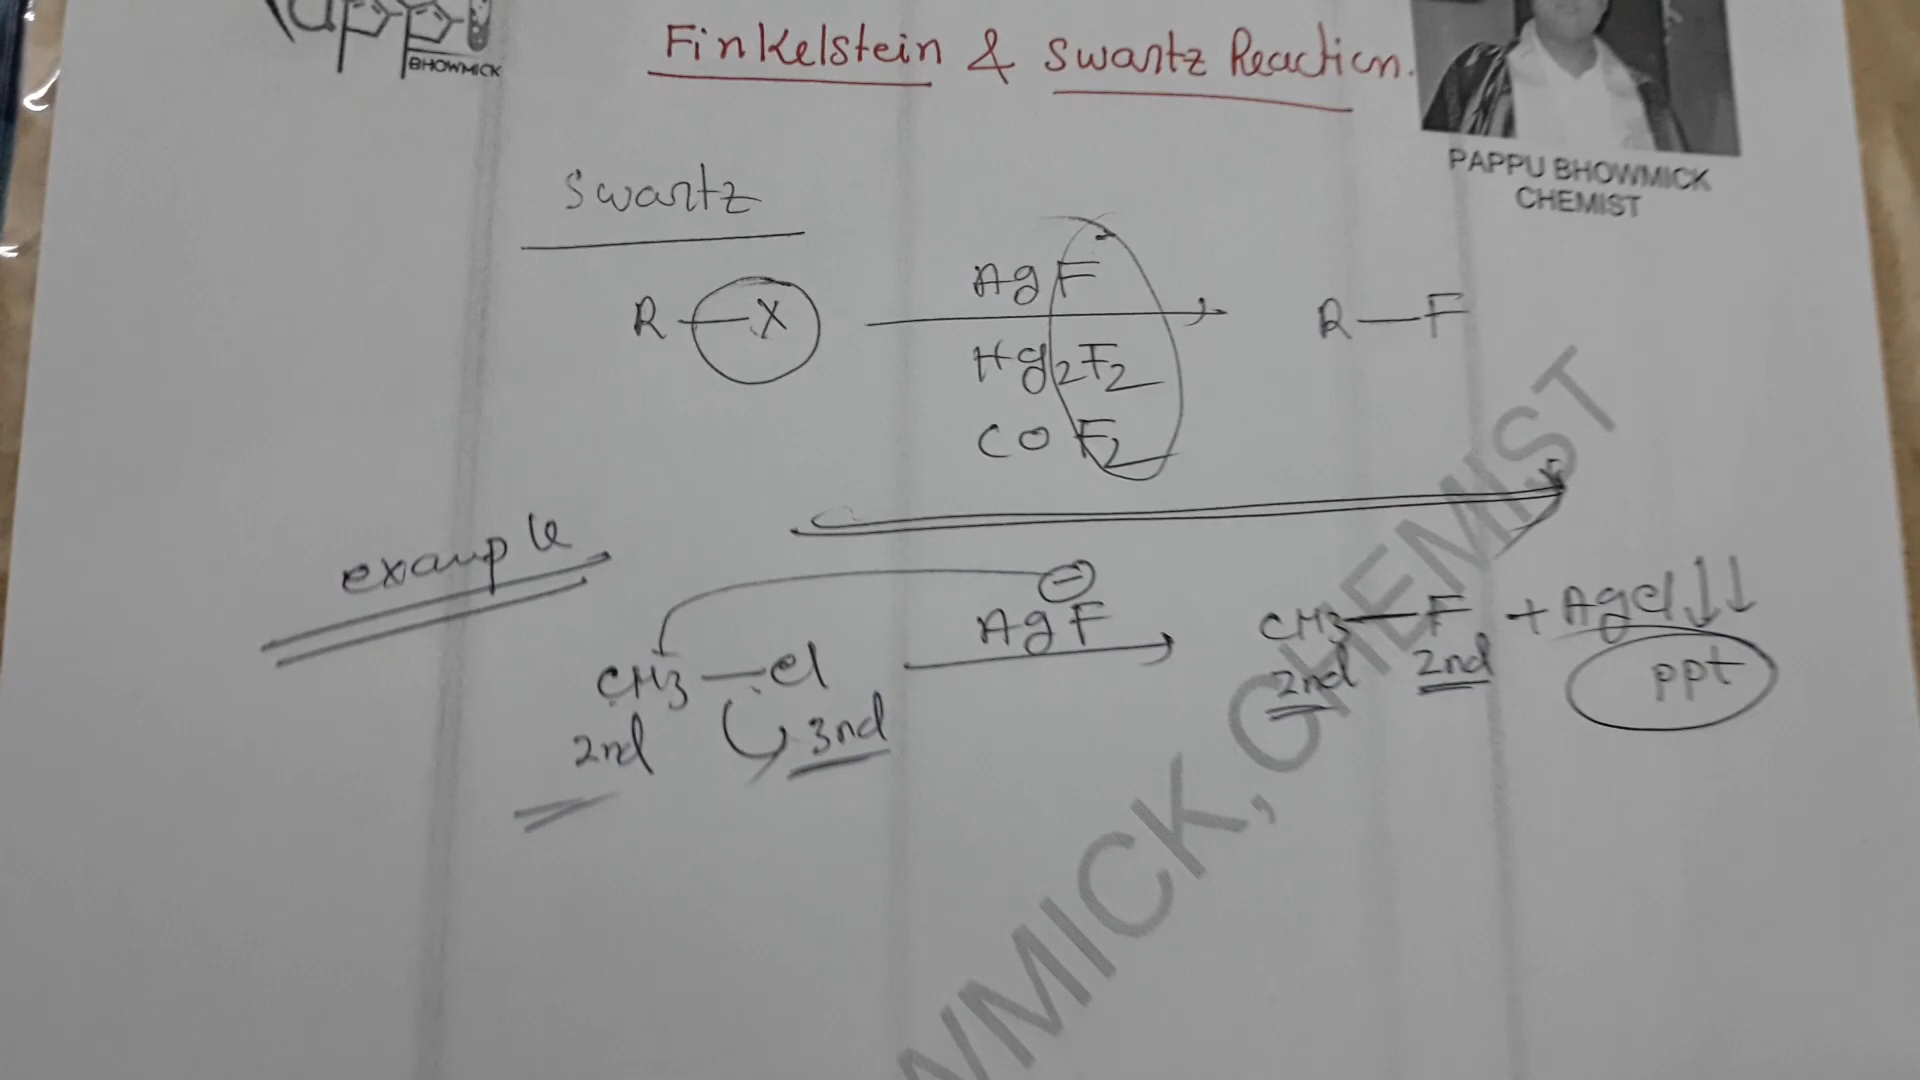 BHOWMICK
Finkelstein & Swartz Reaction.
PAPPU BHOWMICK
CHEMIST
Swartz
R—X AgF R—F
Hg2F2
COF2
example
CH3—Cl AgF CH3—F + AgCl↓↓
2nd 3nd 2nd 2nd ppt
WMICK, CHEMIST